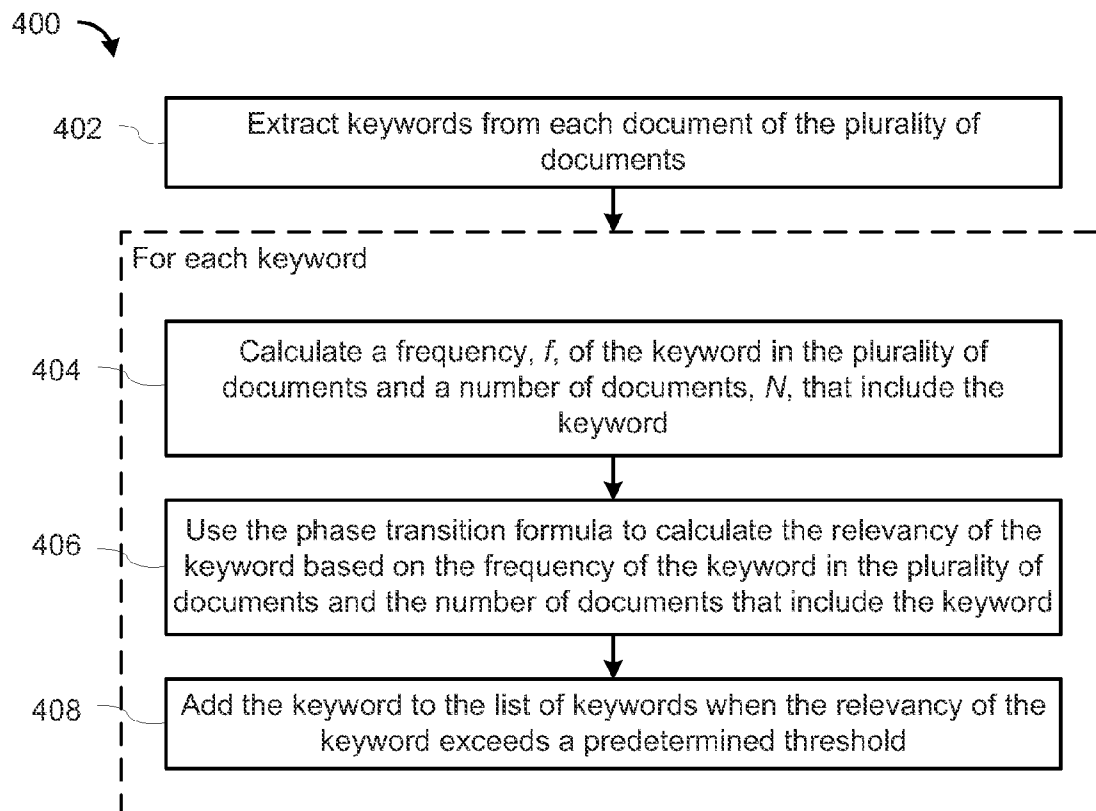 400
402
Extract keywords from each document of the plurality of
documents
For each keyword
404
Calculate a frequency, f, of the keyword in the plurality of
documents and a number of documents, N, that include the
keyword
406
Use the phase transition formula to calculate the relevancy of the
keyword based on the frequency of the keyword in the plurality of
documents and the number of documents that include the keyword
408
Add the keyword to the list of keywords when the relevancy of the
keyword exceeds a predetermined threshold